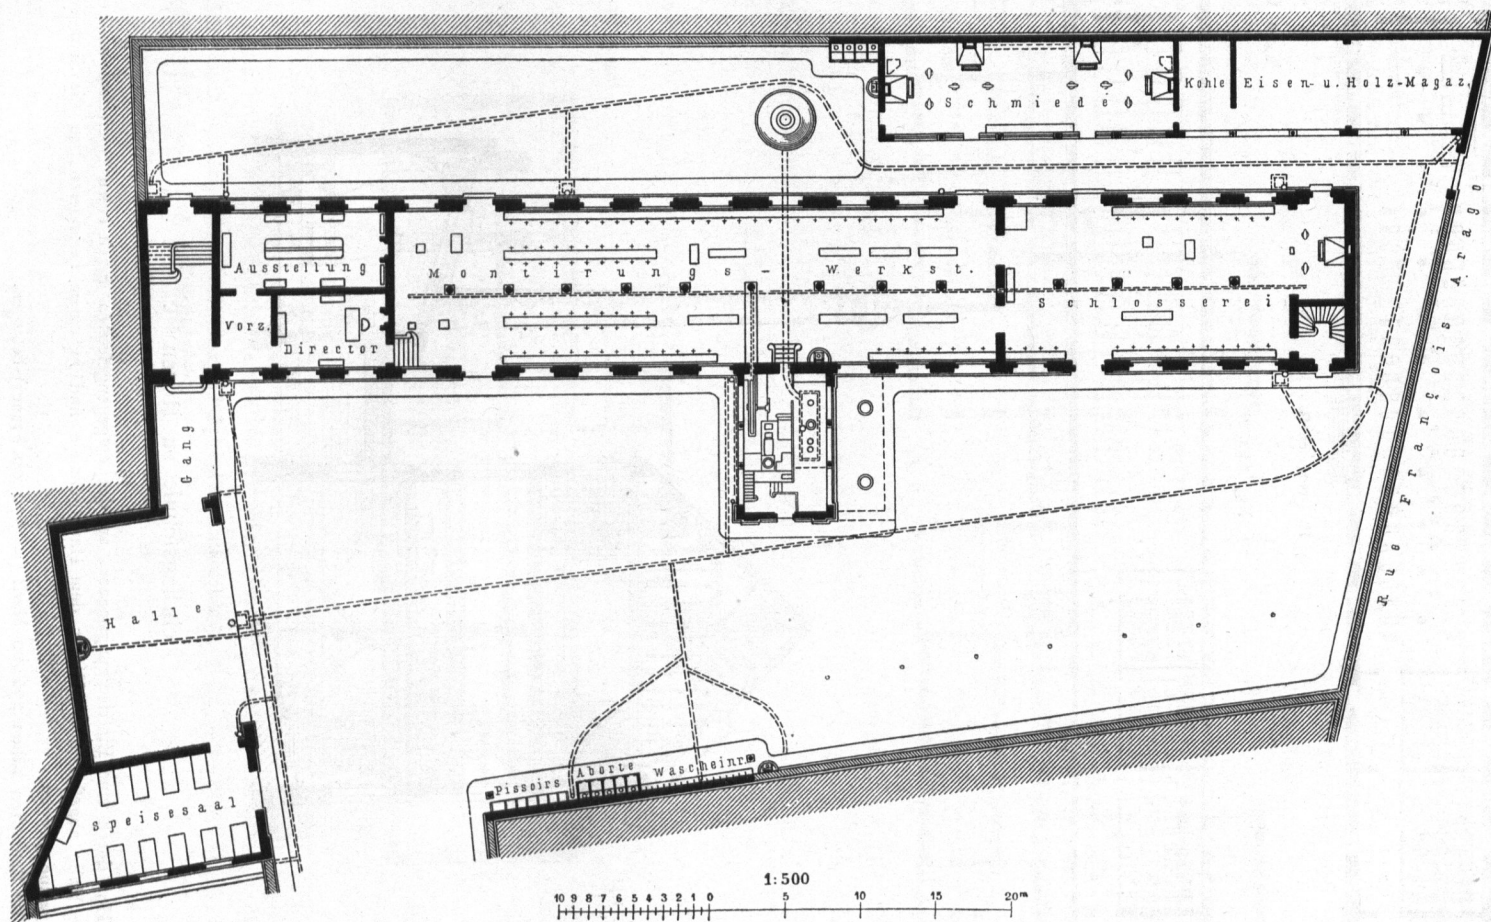 Schmiede
Kohle
Eisen- u. Holz-Magaz.
Ausstellung
Montirungs-Werkst.
Schlosserei
Vorz.
Director
Rue François Arago
Gang
Halle
Speisesaal
Pissoirs
Aborte
Wascheinr.
1:500
10 9 8 7 6 5 4 3 2 1 0 5 10 15 20m